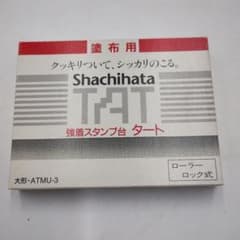 塗布用
クッキリついて、シッカリのこる。
Shachihata
TAT
強着スタンプ台 タート
大形・ATMU-3
ローラー
ロック式